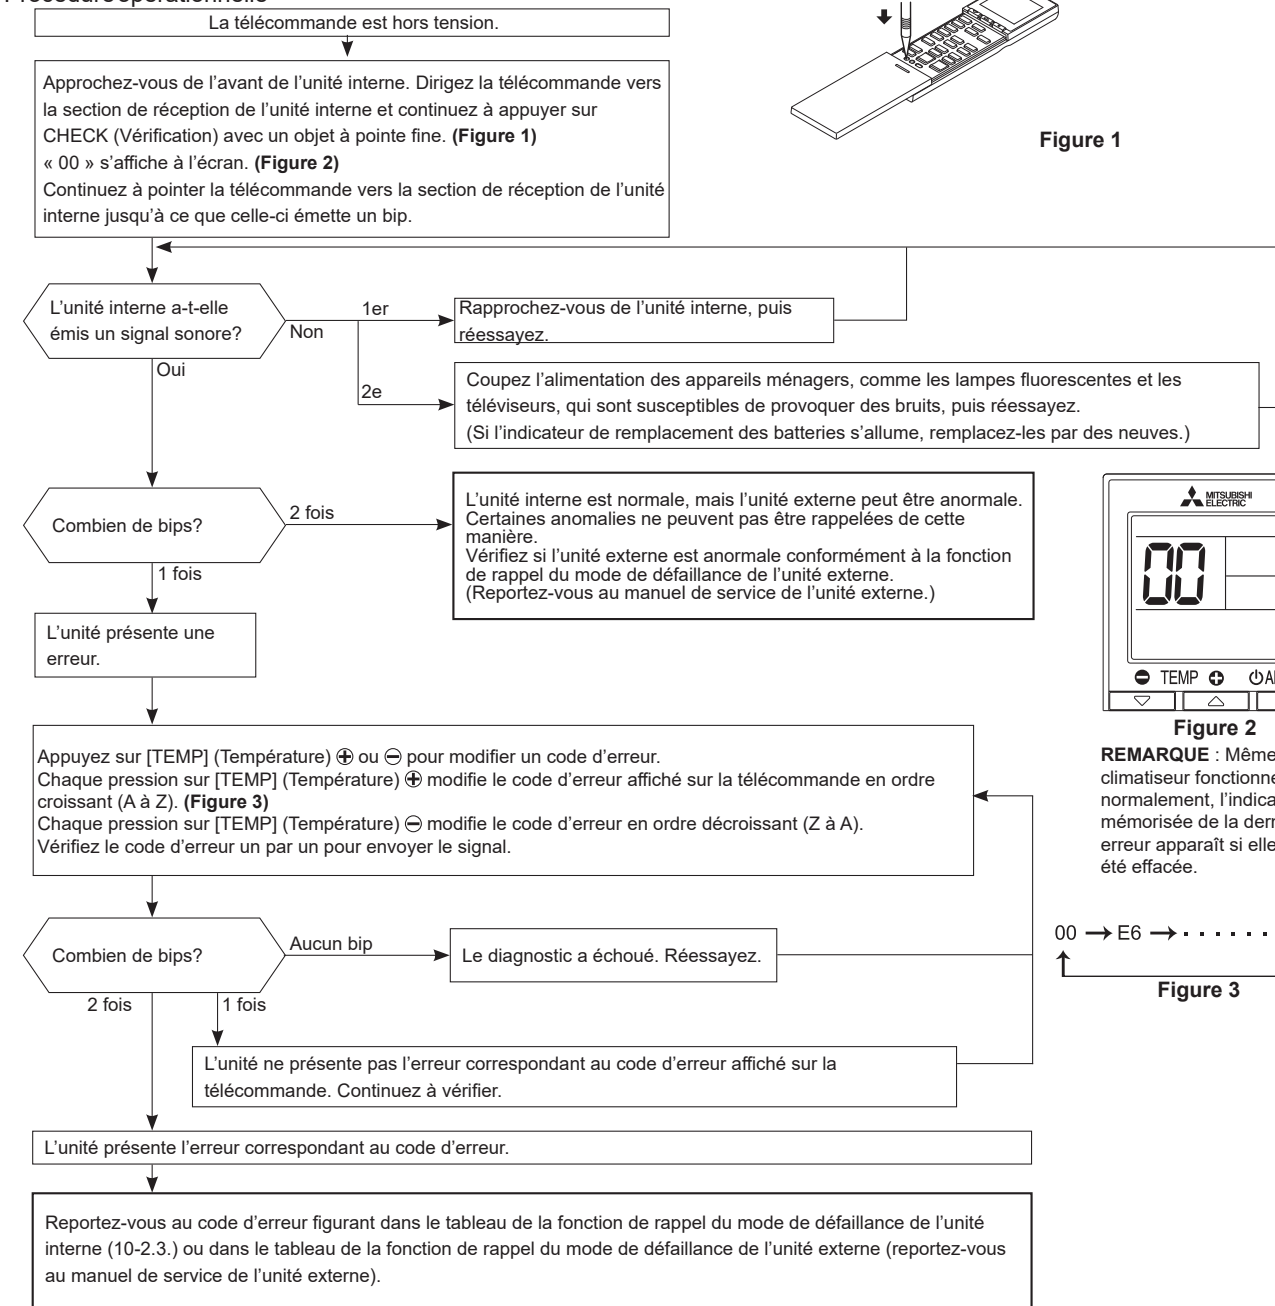 La télécommande est hors tension.
Approchez-vous de l'avant de l'unité interne. Dirigez la télécommande vers
la section de réception de l'unité interne et continuez à appuyer sur
CHECK (Vérification) avec un objet à pointe fine. (Figure 1)
« 00 » s'affiche à l'écran. (Figure 2)
Continuez à pointer la télécommande vers la section de réception de l'unité
interne jusqu'à ce que celle-ci émette un bip.
Figure 1
L'unité interne a-t-elle
émis un signal sonore?
Non
1er
Rapprochez-vous de l'unité interne, puis
réessayez.
Oui
2e
Coupez l'alimentation des appareils ménagers, comme les lampes fluorescentes et les
téléviseurs, qui sont susceptibles de provoquer des bruits, puis réessayez.
(Si l'indicateur de remplacement des batteries s'allume, remplacez-les par des neuves.)
Combien de bips?
2 fois
L'unité interne est normale, mais l'unité externe peut être anormale.
Certaines anomalies ne peuvent pas être rappelées de cette
manière.
Vérifiez si l'unité externe est anormale conformément à la fonction
de rappel du mode de défaillance de l'unité externe.
(Reportez-vous au manuel de service de l'unité externe.)
1 fois
L'unité présente une
erreur.
MITSUBISHI
ELECTRIC
00
TEMP
Figure 2
REMARQUE : Même
climatiseur
normalement,
mémorisée de la
erreur apparaît si
été effacée.
Appuyez sur [TEMP] (Température) ⊕ ou ⊖ pour modifier un code d'erreur.
Chaque pression sur [TEMP] (Température) ⊕ modifie le code d'erreur affiché sur la télécommande en ordre
croissant (A à Z). (Figure 3)
Chaque pression sur [TEMP] (Température) ⊖ modifie le code d'erreur en ordre décroissant (Z à A).
Vérifiez le code d'erreur un par un pour envoyer le signal.
Combien de bips?
Aucun bip
Le diagnostic a échoué. Réessayez.
00 → E6 → · · · · · ·
Figure 3
2 fois
1 fois
L'unité ne présente pas l'erreur correspondant au code d'erreur affiché sur la
télécommande. Continuez à vérifier.
L'unité présente l'erreur correspondant au code d'erreur.
Reportez-vous au code d'erreur figurant dans le tableau de la fonction de rappel du mode de défaillance de l'unité
interne (10-2.3.) ou dans le tableau de la fonction de rappel du mode de défaillance de l'unité externe (reportez-vous
au manuel de service de l'unité externe).